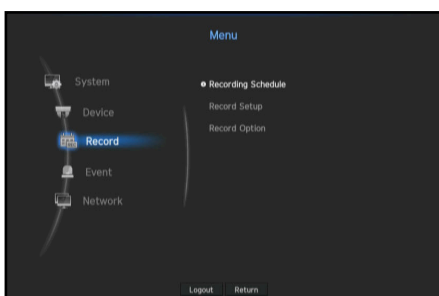 Menu
System
Device
Record
Event
Network
Recording Schedule
Record Setup
Record Option
Logout Return